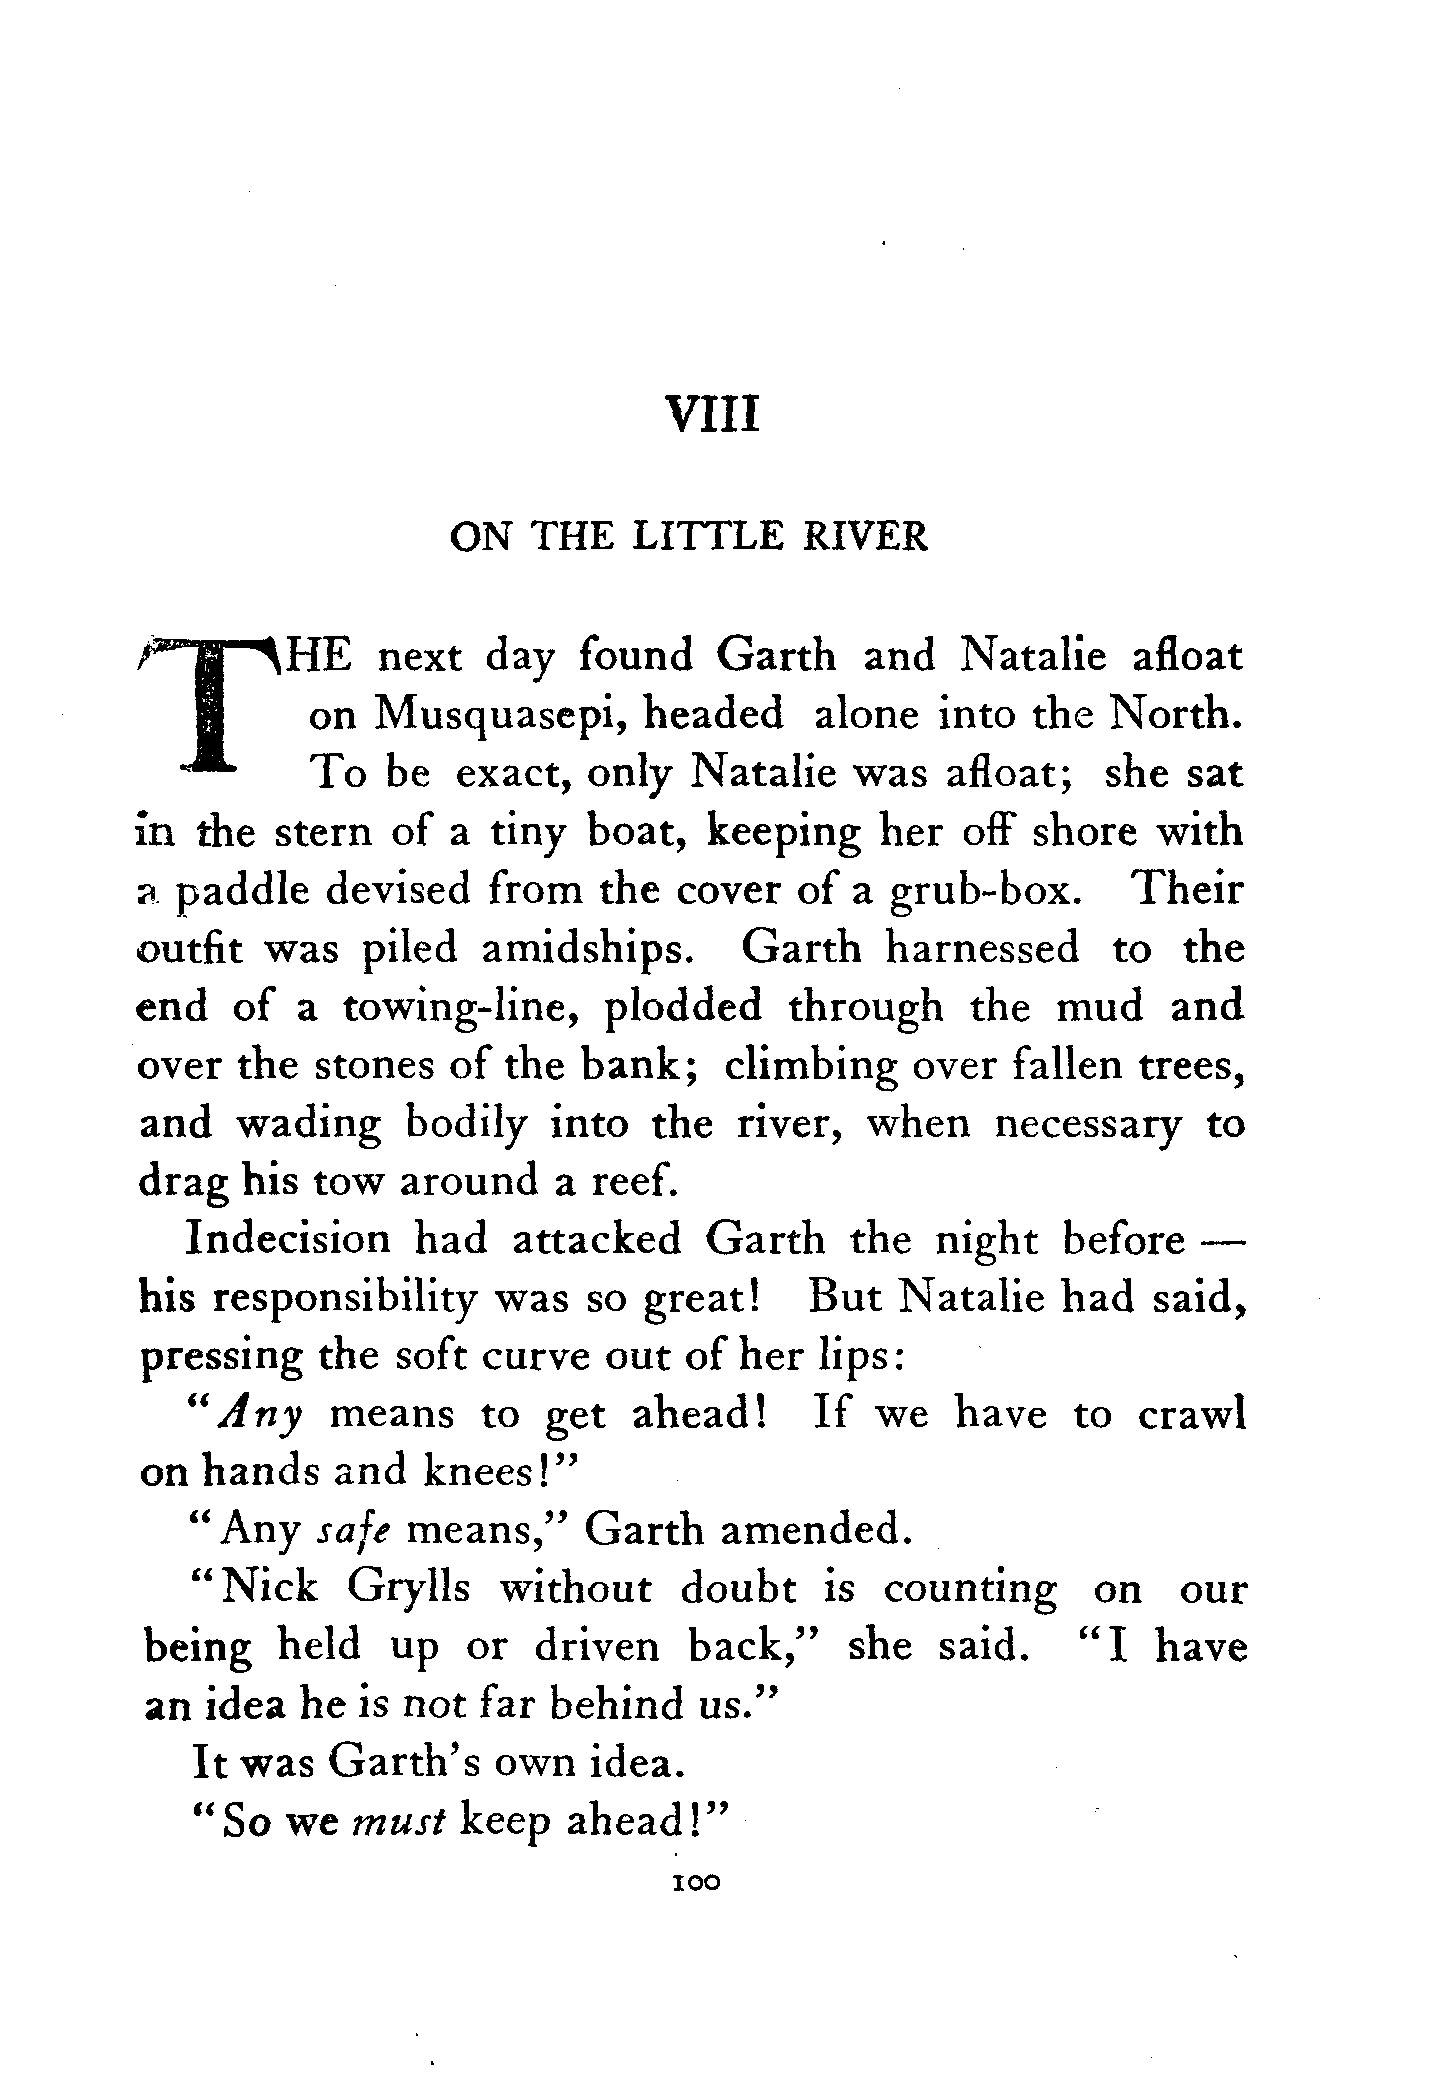 VIII
ON THE LITTLE RIVER
THE next day found Garth and Natalie afloat
on Musquasepi, headed alone into the North.
To be exact, only Natalie was afloat; she sat
in the stern of a tiny boat, keeping her off shore with
a paddle devised from the cover of a grub-box. Their
outfit was piled amidships. Garth harnessed to the
end of a towing-line, plodded through the mud and
over the stones of the bank; climbing over fallen trees,
and wading bodily into the river, when necessary to
drag his tow around a reef.
Indecision had attacked Garth the night before —
his responsibility was so great! But Natalie had said,
pressing the soft curve out of her lips:
“Any means to get ahead! If we have to crawl
on hands and knees!”
“Any safe means,” Garth amended.
“Nick Grylls without doubt is counting on our
being held up or driven back,” she said. “I have
an idea he is not far behind us.”
It was Garth’s own idea.
“So we must keep ahead!”
100